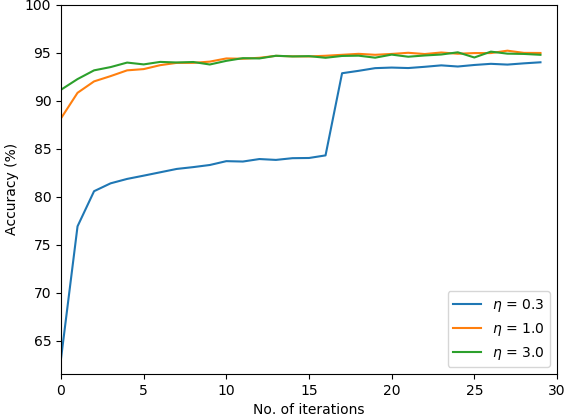 100
95
90
85
80
75
70
65
Accuracy (%)
0 5 10 15 20 25 30
No. of iterations
η = 0.3
η = 1.0
η = 3.0